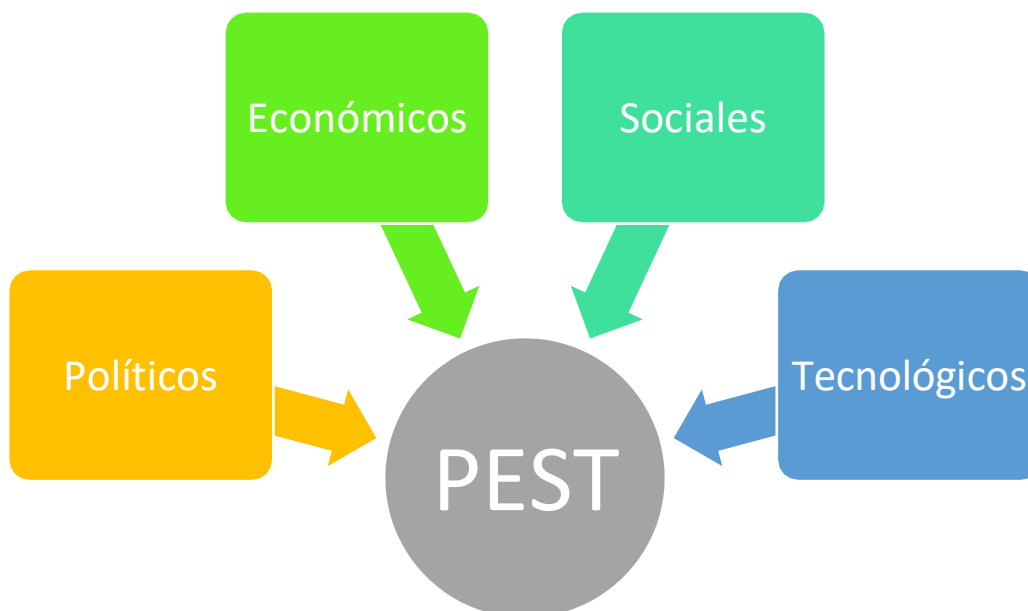 Económicos
Sociales
Políticos
Tecnológicos
PEST